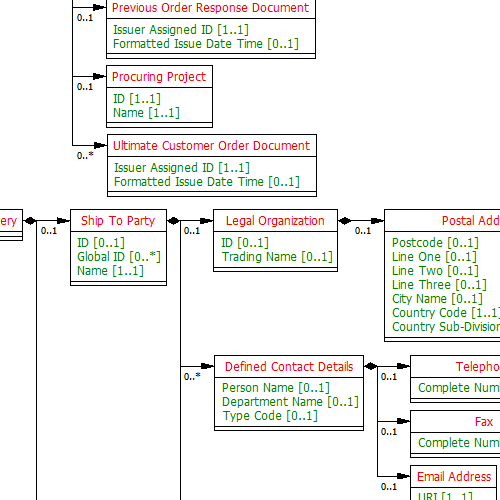 Previous Order Response Document
0..1
Issuer Assigned ID [1..1]
Formatted Issue Date Time [0..1]
Procuring Project
0..1
ID [1..1]
Name [1..1]
Ultimate Customer Order Document
0..*
Issuer Assigned ID [1..1]
Formatted Issue Date Time [0..1]
ery
0..1
Ship To Party
ID [0..1]
Global ID [0..*]
Name [1..1]
0..1
Legal Organization
ID [0..1]
Trading Name [0..1]
0..1
Postal Add
Postcode [0..1]
Line One [0..1]
Line Two [0..1]
Line Three [0..1]
City Name [0..1]
Country Code [1..1]
Country Sub-Division
0..*
Defined Contact Details
Person Name [0..1]
Department Name [0..1]
Type Code [0..1]
0..1
Telepho
Complete Num
0..1
Fax
Complete Num
0..1
Email Address
URI [1..1]